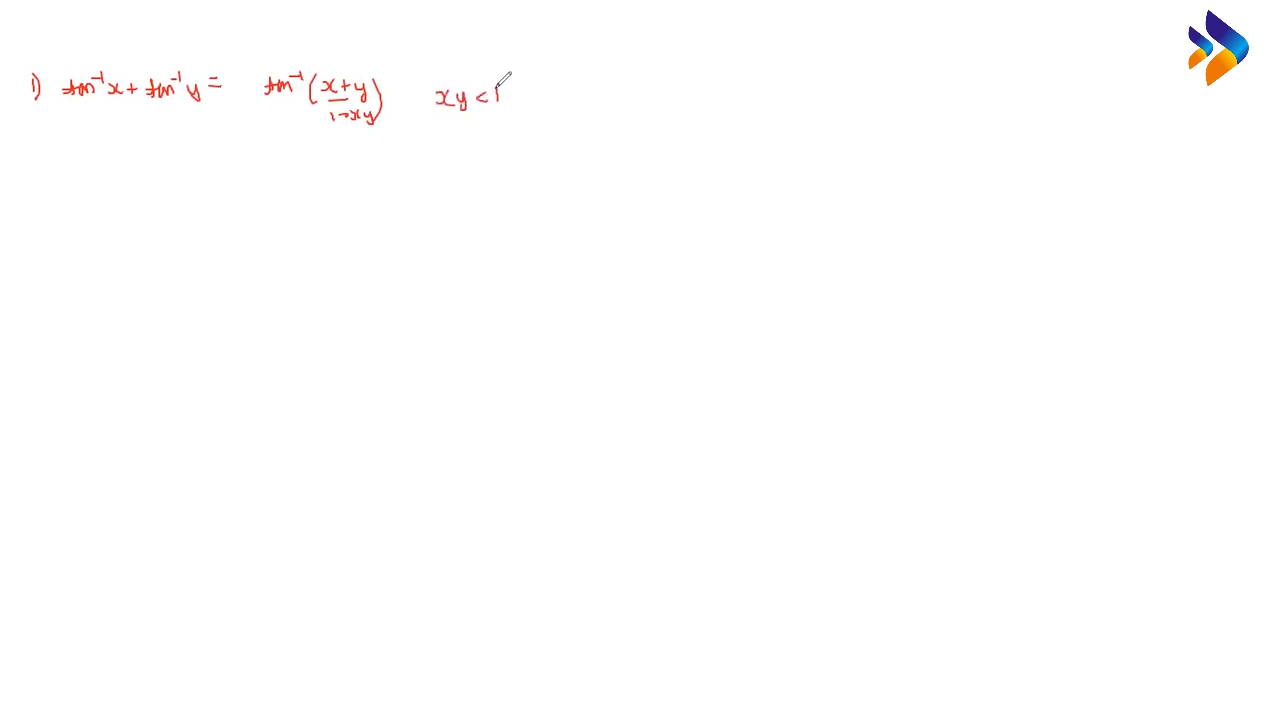 1) tan⁻¹x + tan⁻¹y = tan⁻¹(x+y/1-xy) xy < 1